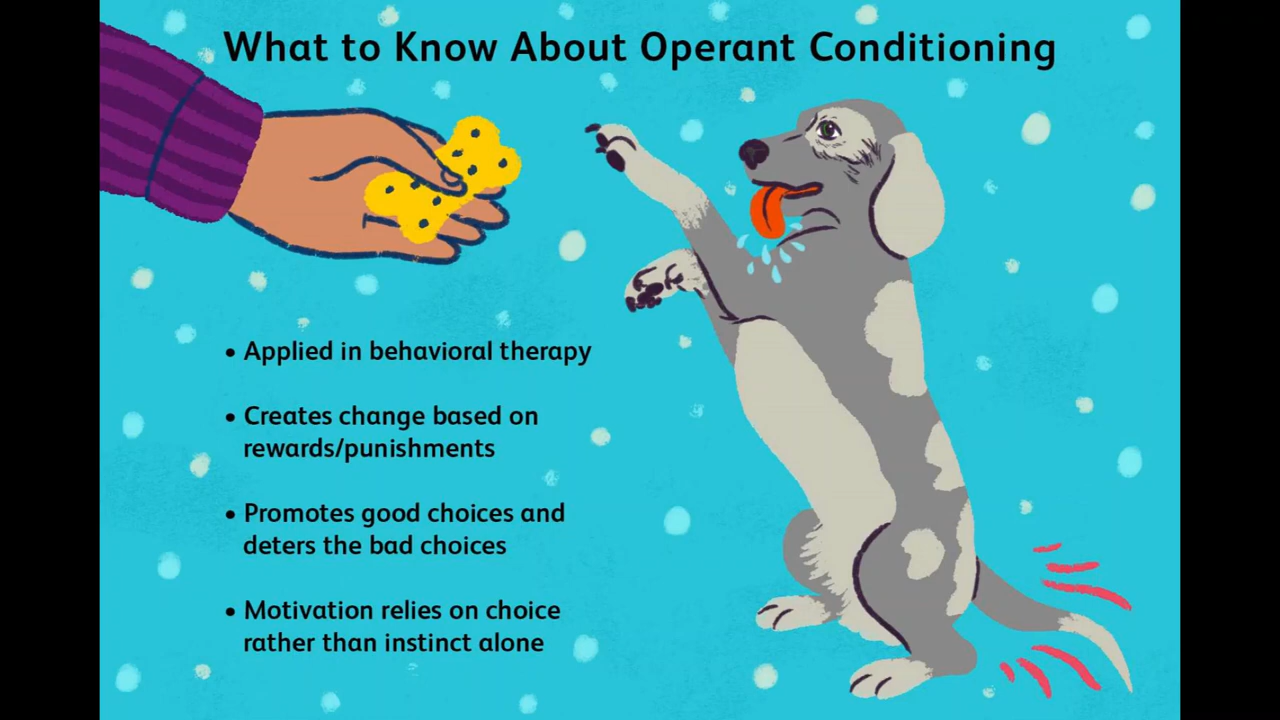 What to Know About Operant Conditioning
• Applied in behavioral therapy
• Creates change based on
rewards/punishments
• Promotes good choices and
deters the bad choices
• Motivation relies on choice
rather than instinct alone